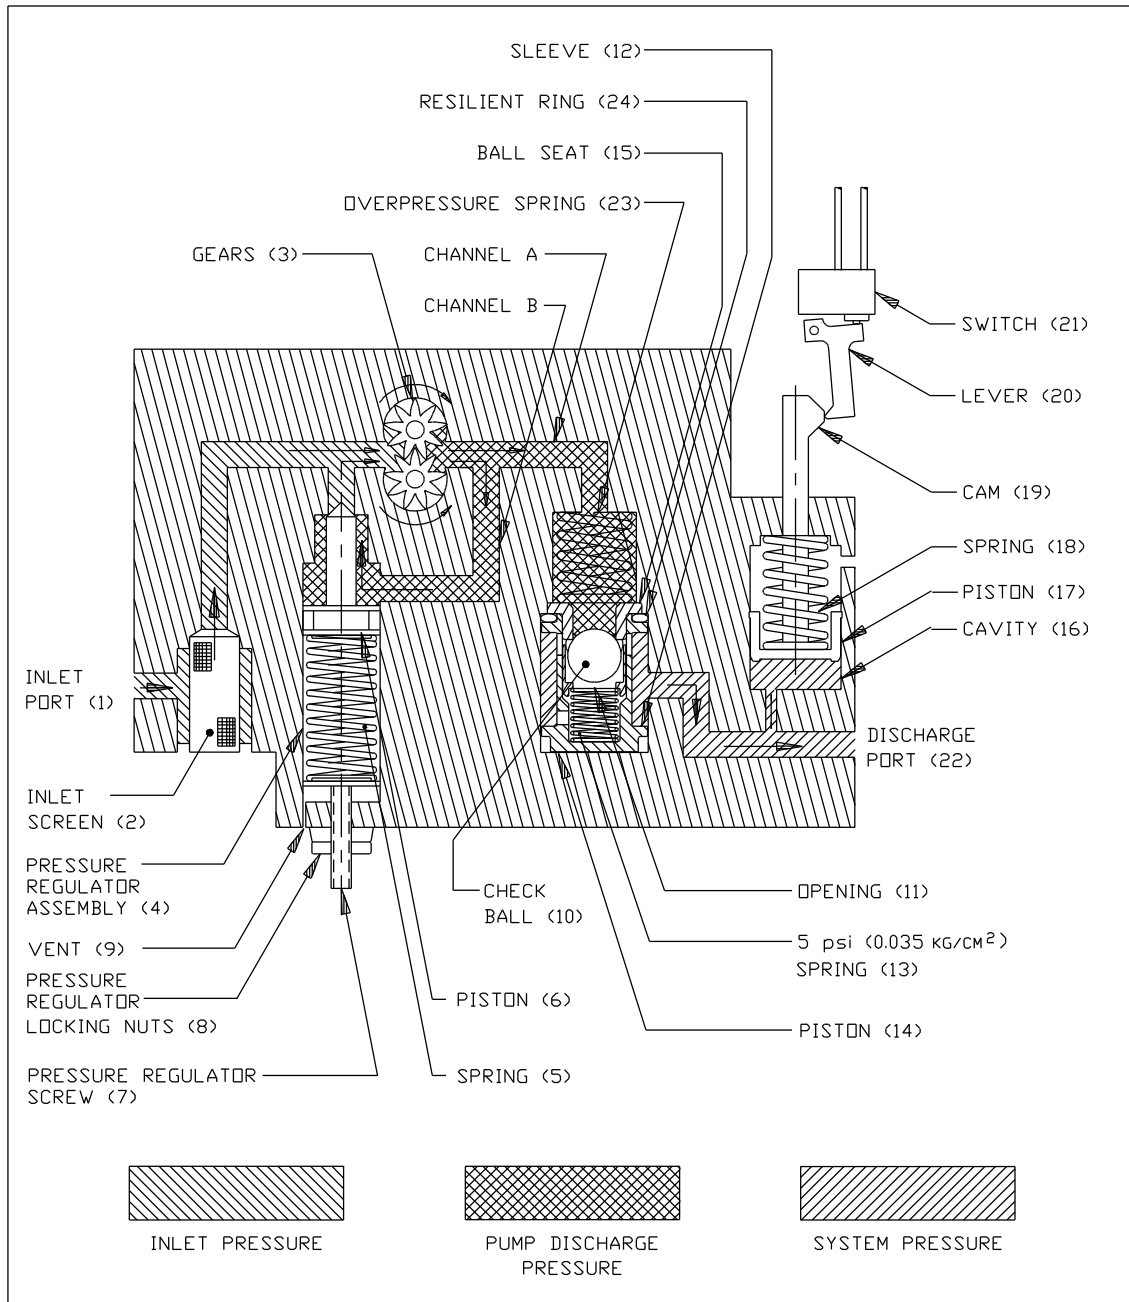 SLEEVE (12)
RESILIENT RING (24)
BALL SEAT (15)
OVERPRESSURE SPRING (23)
GEARS (3)
CHANNEL A
CHANNEL B
SWITCH (21)
LEVER (20)
CAM (19)
SPRING (18)
PISTON (17)
CAVITY (16)
INLET
PORT (1)
DISCHARGE
PORT (22)
INLET
SCREEN (2)
PRESSURE
REGULATOR
ASSEMBLY (4)
CHECK
BALL (10)
OPENING (11)
VENT (9)
5 psi (0.035 KG/CM²)
SPRING (13)
PRESSURE
REGULATOR
LOCKING NUTS (8)
PISTON (6)
PISTON (14)
PRESSURE REGULATOR
SCREW (7)
SPRING (5)
INLET PRESSURE
PUMP DISCHARGE
PRESSURE
SYSTEM PRESSURE